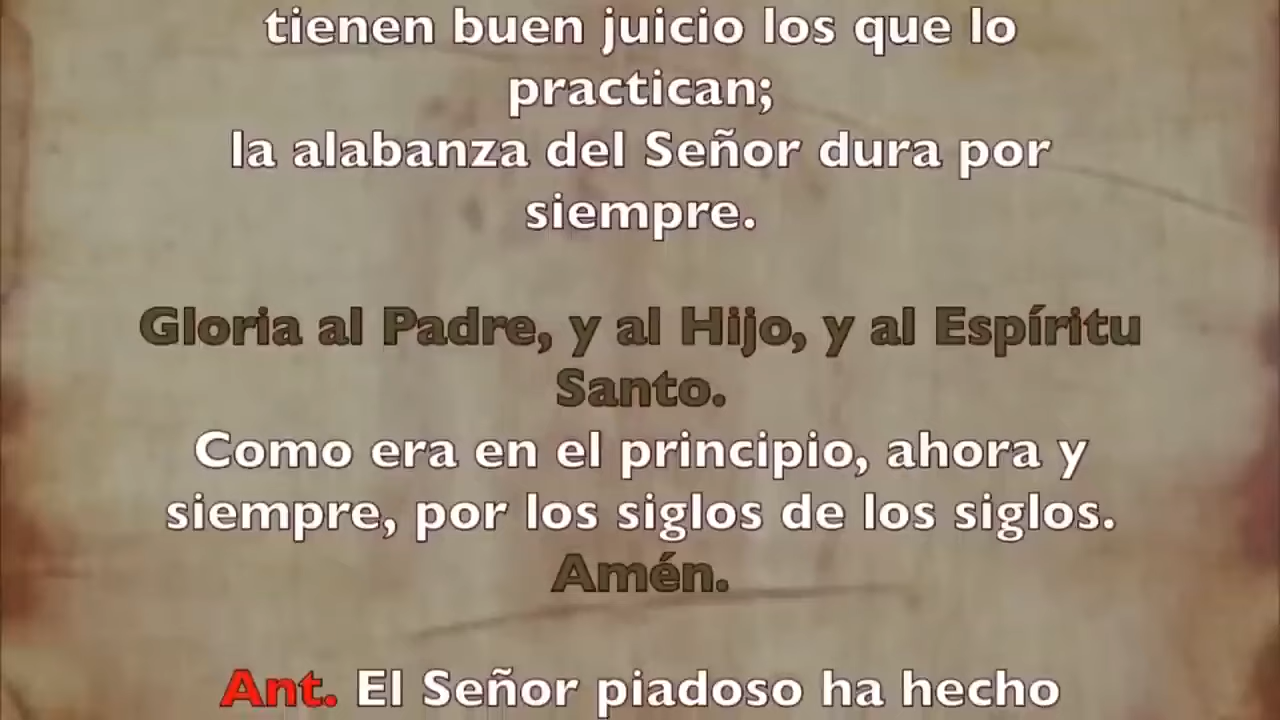 tienen buen juicio los que lo
practican;
la alabanza del Señor dura por
siempre.
Gloria al Padre, y al Hijo, y al Espíritu
Santo.
Como era en el principio, ahora y
siempre, por los siglos de los siglos.
Amén.
Ant. El Señor piadoso ha hecho